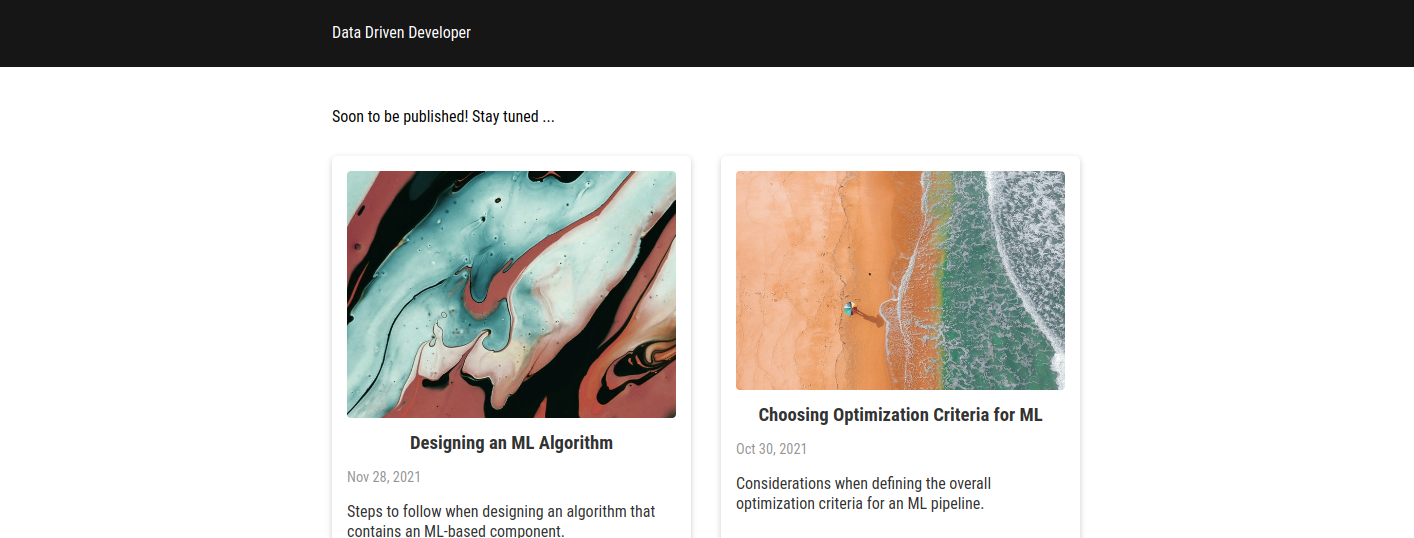 Data Driven Developer
Soon to be published! Stay tuned ...
Designing an ML Algorithm
Nov 28, 2021
Steps to follow when designing an algorithm that
contains an ML-based component.
Choosing Optimization Criteria for ML
Oct 30, 2021
Considerations when defining the overall
optimization criteria for an ML pipeline.